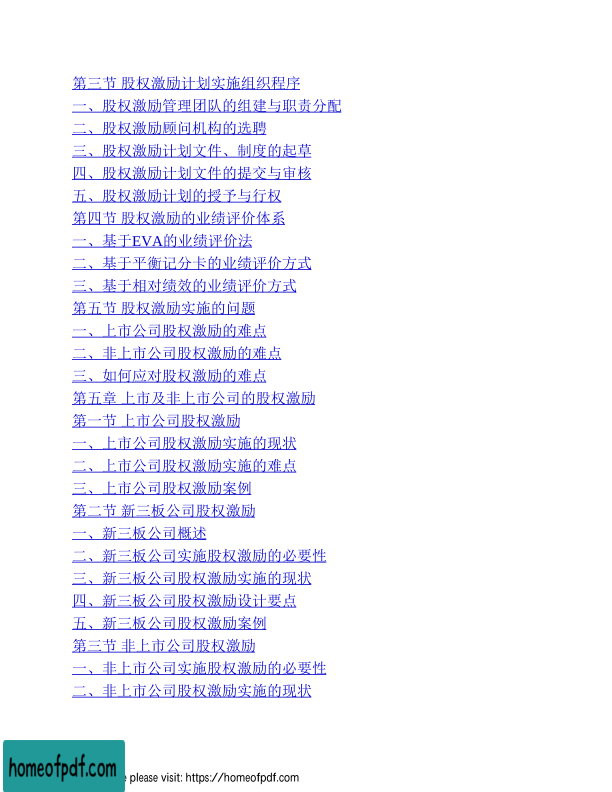 第三节 股权激励计划实施组织程序
一、股权激励管理团队的组建与职责分配
二、股权激励顾问机构的选聘
三、股权激励计划文件、制度的起草
四、股权激励计划文件的提交与审核
五、股权激励计划的授予与行权
第四节 股权激励的业绩评价体系
一、基于EVA的业绩评价法
二、基于平衡记分卡的业绩评价方式
三、基于相对绩效的业绩评价方式
第五节 股权激励实施的问题
一、上市公司股权激励的难点
二、非上市公司股权激励的难点
三、如何应对股权激励的难点
第五章 上市及非上市公司的股权激励
第一节 上市公司股权激励
一、上市公司股权激励实施的现状
二、上市公司股权激励实施的难点
三、上市公司股权激励案例
第二节 新三板公司股权激励
一、新三板公司概述
二、新三板公司实施股权激励的必要性
三、新三板公司股权激励实施的现状
四、新三板公司股权激励设计要点
五、新三板公司股权激励案例
第三节 非上市公司股权激励
一、非上市公司实施股权激励的必要性
二、非上市公司股权激励实施的现状
homeofpdf.com
e please visit: https://homeofpdf.com